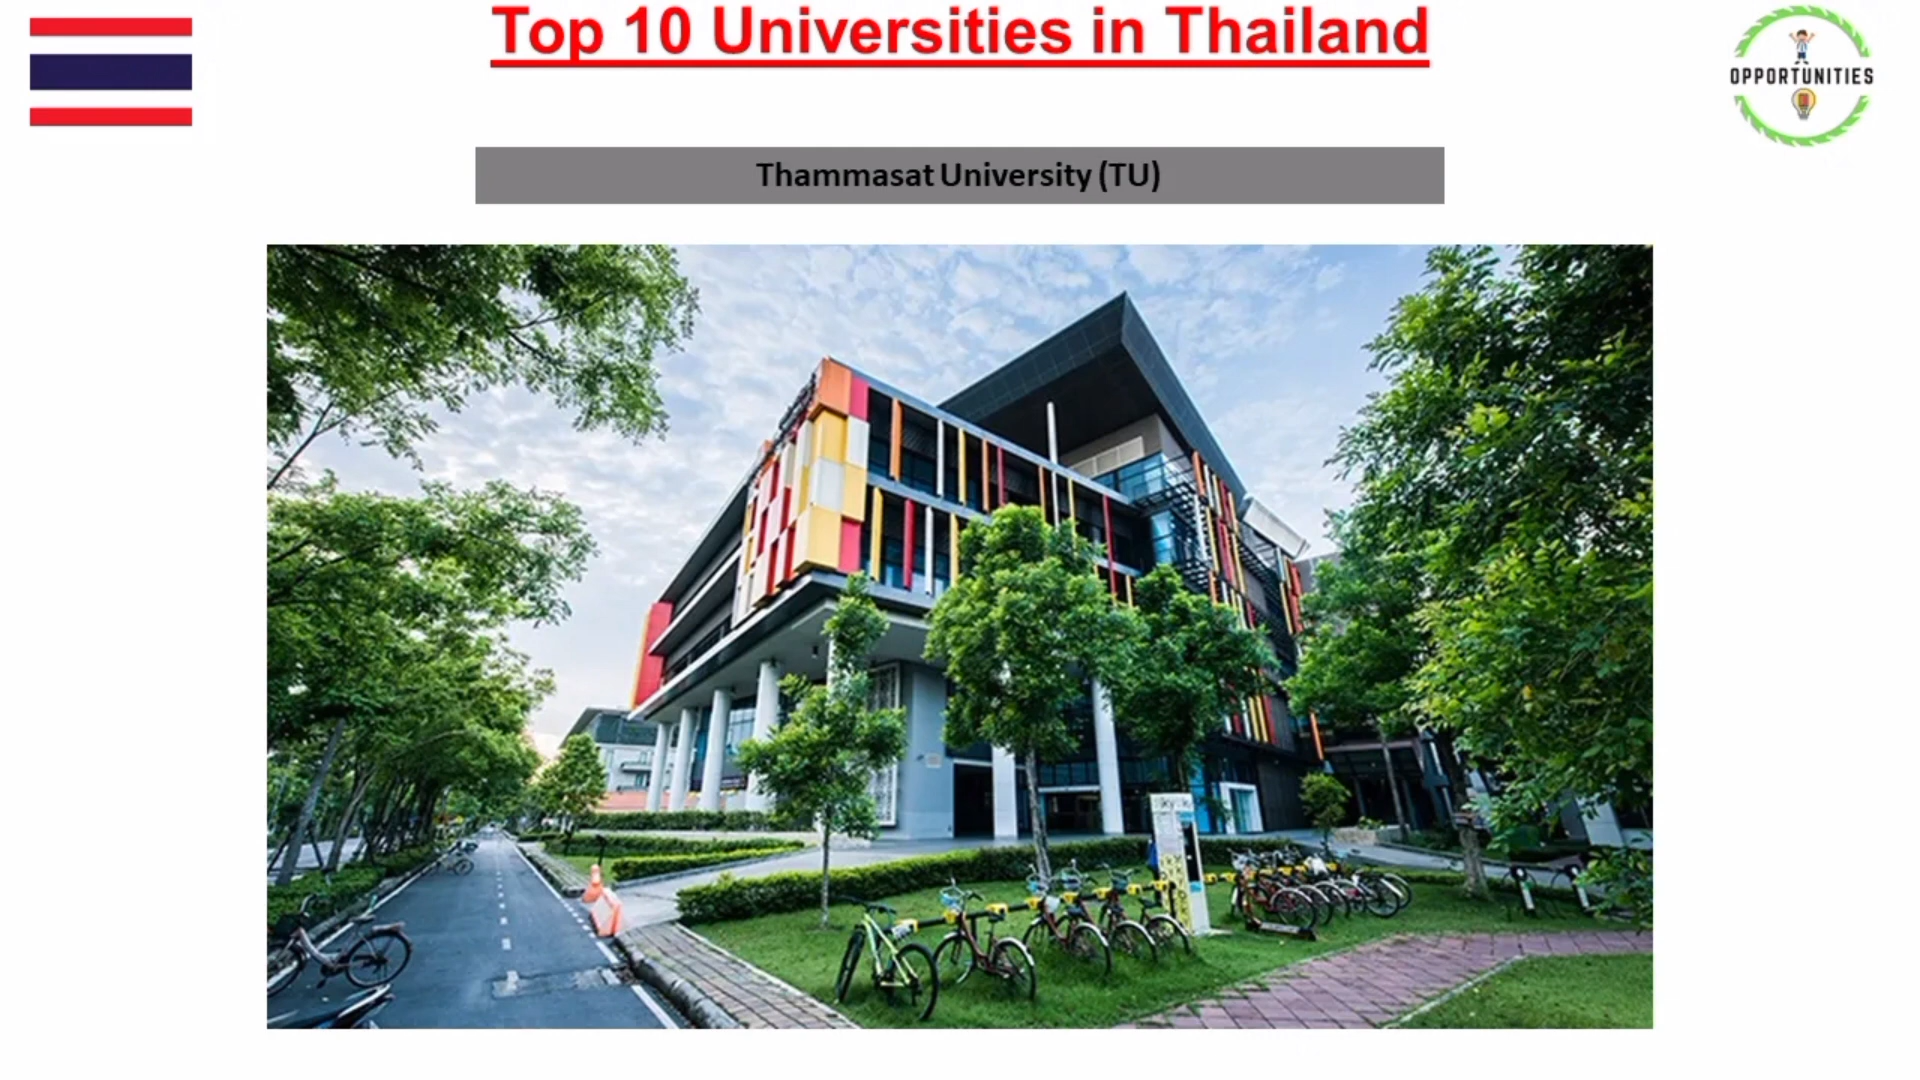 Top 10 Universities in Thailand
OPPORTUNITIES
Thammasat University (TU)